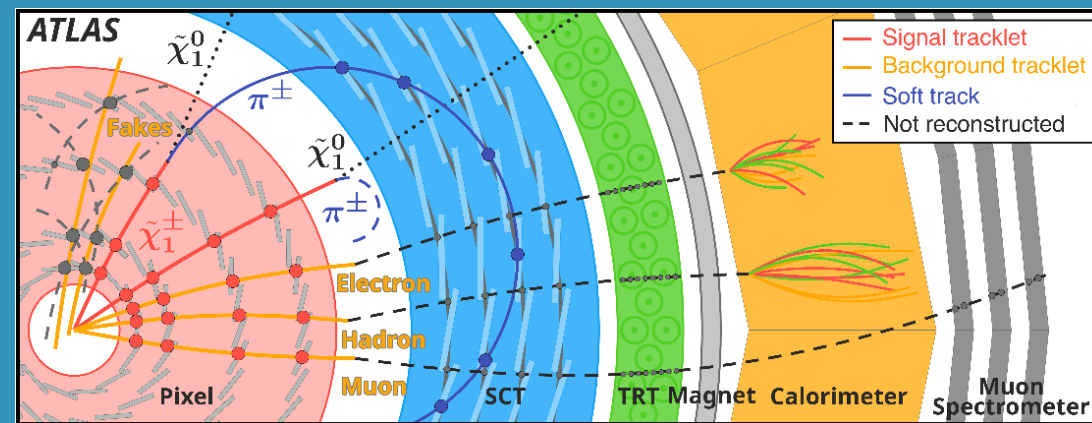 ATLAS
χ̃₁⁰
π±
Fakes
χ̃₁⁰
π±
χ̃₁±
Electron
Hadron
Muon
Pixel
SCT
TRT
Magnet
Calorimeter
Muon
Spectrometer
Signal tracklet
Background tracklet
Soft track
Not reconstructed